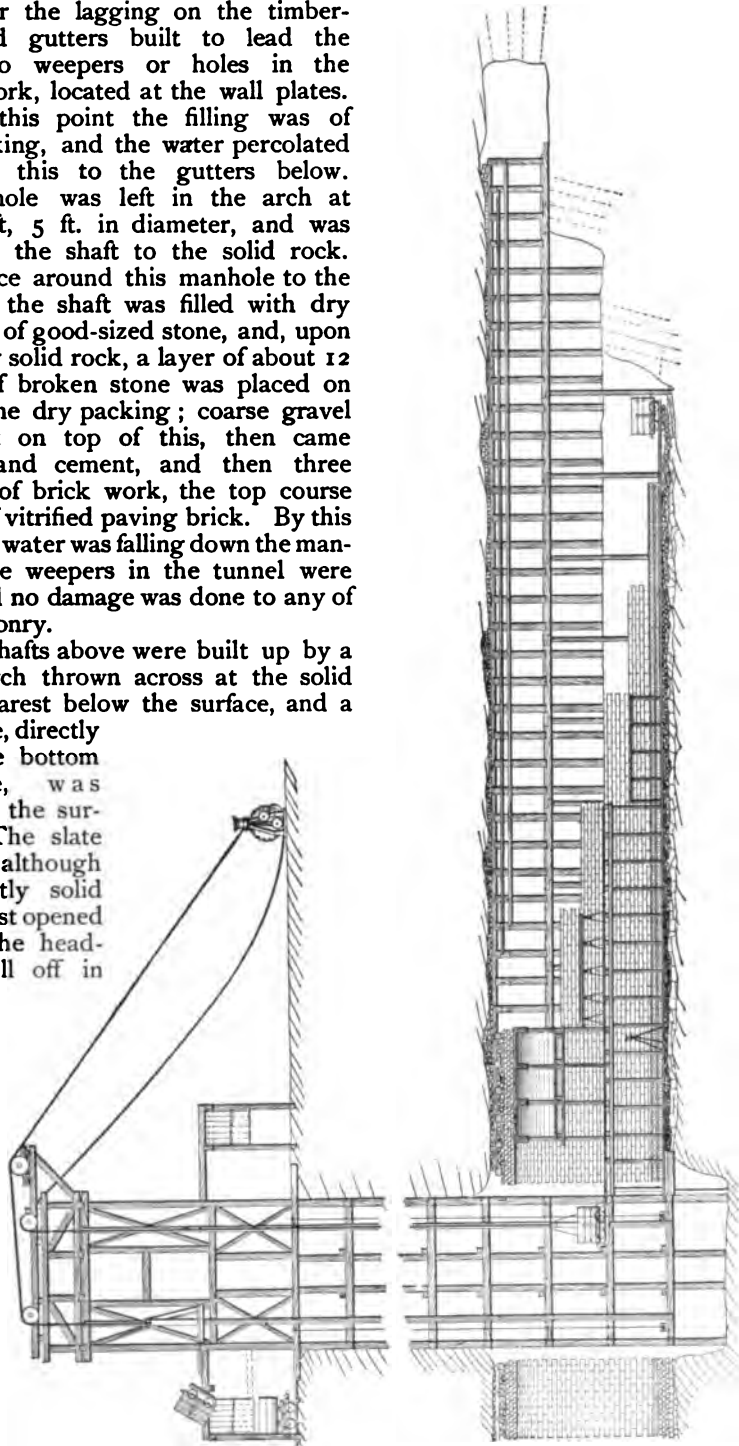 r the lagging on the timber-
d gutters built to lead the
o weepers or holes in the
ork, located at the wall plates.
this point the filling was of
king, and the water percolated
this to the gutters below.
hole was left in the arch at
t, 5 ft. in diameter, and was
the shaft to the solid rock.
ce around this manhole to the
the shaft was filled with dry
of good-sized stone, and, upon
solid rock, a layer of about 12
f broken stone was placed on
he dry packing ; coarse gravel
on top of this, then came
and cement, and then three
of brick work, the top course
f vitrified paving brick. By this
water was falling down the man-
e weepers in the tunnel were
d no damage was done to any of
onry.
hafts above were built up by a
ch thrown across at the solid
arest below the surface, and a
e, directly
e bottom
e, was
the sur-
The slate
although
tly solid
st opened
he head-
ll off in